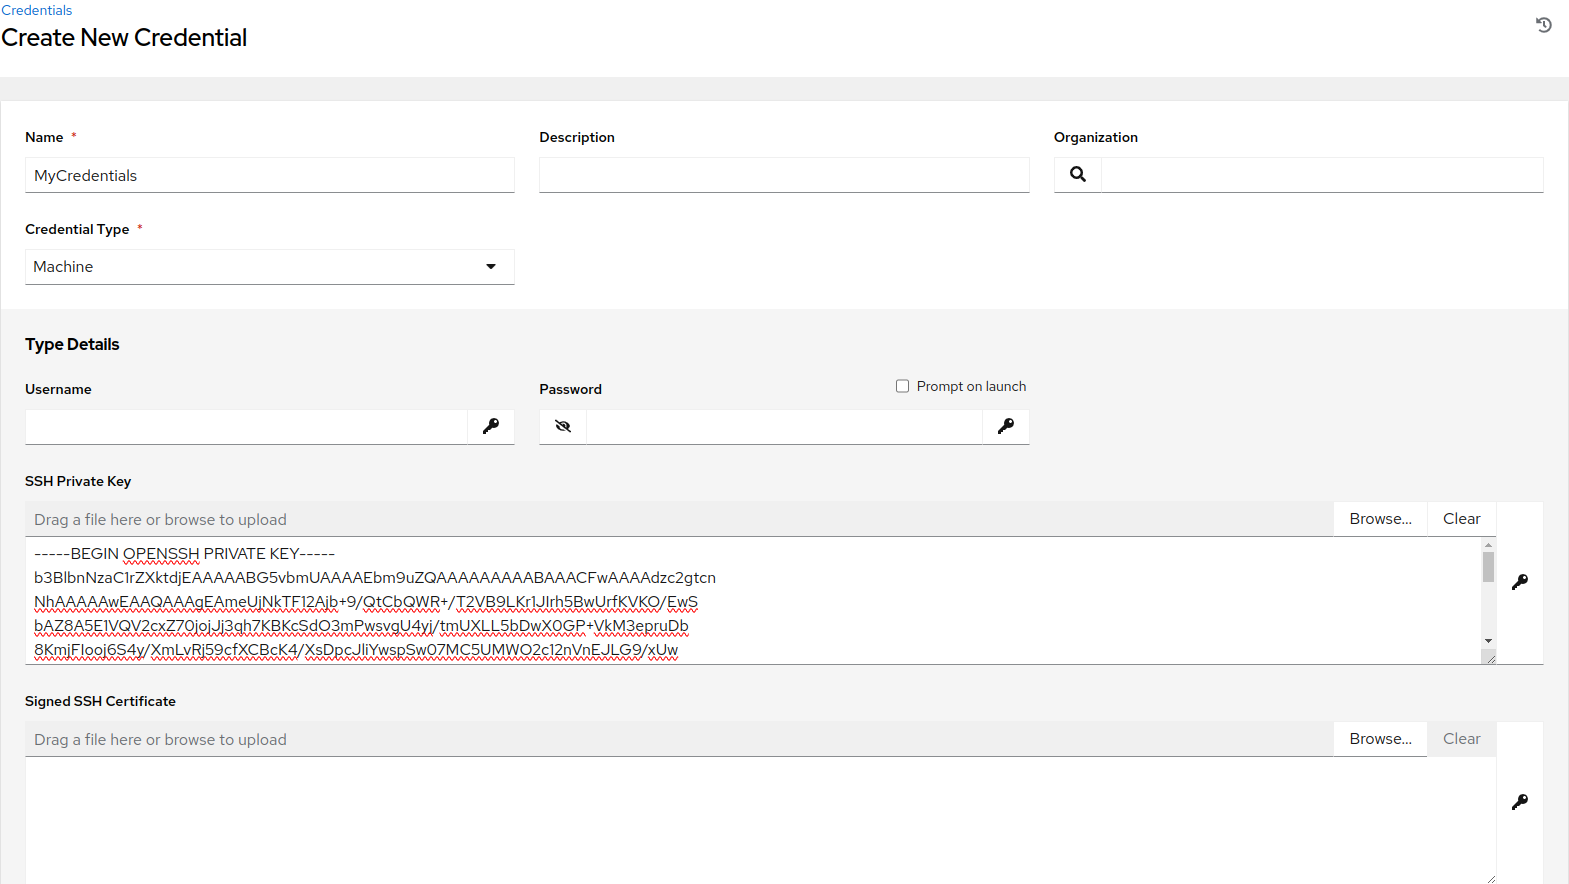 Credentials
Create New Credential
Name *
Description
Organization
MyCredentials
Credential Type *
Machine
Type Details
Username
Password
Prompt on launch
SSH Private Key
Drag a file here or browse to upload
Browse...
Clear
-----BEGIN OPENSSH PRIVATE KEY-----
b3BlbnNzaC1rZXktdjEAAAAABG5vbmUAAAAEbm9uZQAAAAAAAAABAAACFwAAAAdzc2gtcn
NhAAAAAwEAAQAAAgEAmeUjNkTF12Ajb+9/QtCbQWR+/T2VB9LKr1JIrh5BwUrfKVKO/EwS
bAZ8A5E1VQV2cxZ70jojJj3qh7KBKcSdO3mPwsvgU4yj/tmUXLL5bDwX0GP+VkM3epruDb
8KmjFIooj6S4y/XmLvRj59cfXCBcK4/XsDpcJliYwspSw07MC5UMWO2c12nVnEJLG9/xUw
Signed SSH Certificate
Drag a file here or browse to upload
Browse...
Clear